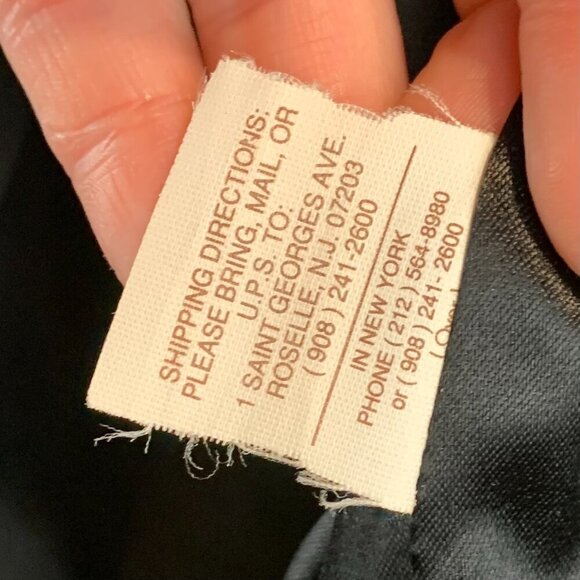 SHIPPING DIRECTIONS:
PLEASE BRING, MAIL, OR
U.P.S. TO:
1 SAINT GEORGES AVE.
ROSELLE, N.J. 07203
( 908 ) 241-2600
IN NEW YORK
PHONE ( 212 ) 564-8980
or ( 908 ) 241- 2600
( Over )